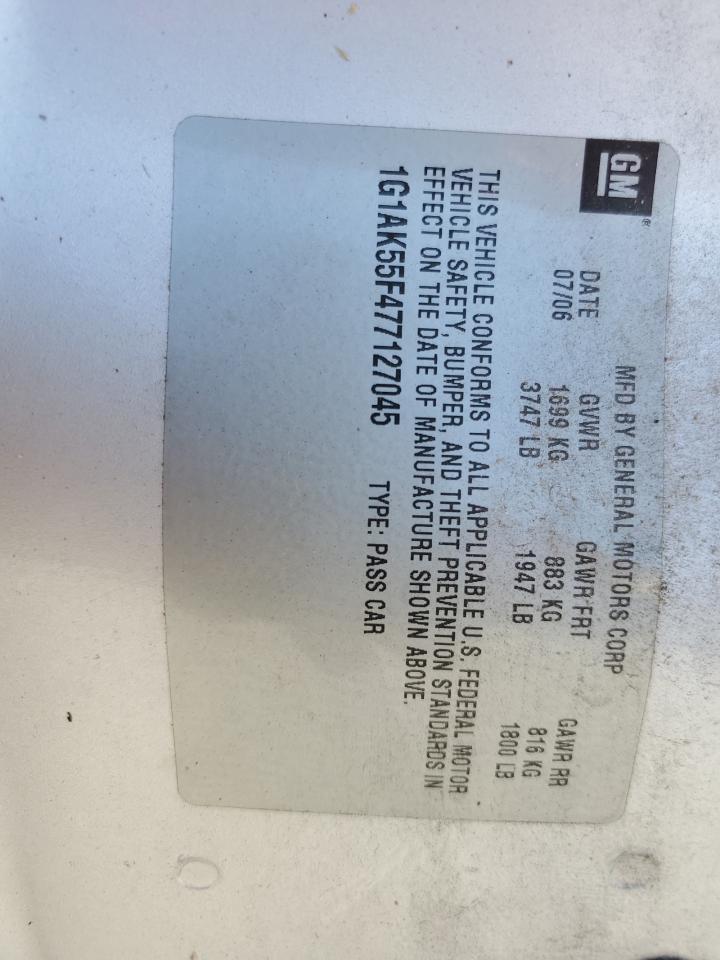 GM®
MFD BY GENERAL MOTORS CORP
DATE GVWR GAWR FRT GAWR RR
07/06 1699 KG 883 KG 816 KG
3747 LB 1947 LB 1800 LB
THIS VEHICLE CONFORMS TO ALL APPLICABLE U.S. FEDERAL MOTOR
VEHICLE SAFETY, BUMPER, AND THEFT PREVENTION STANDARDS IN
EFFECT ON THE DATE OF MANUFACTURE SHOWN ABOVE.
1G1AK55F477127045 TYPE: PASS CAR